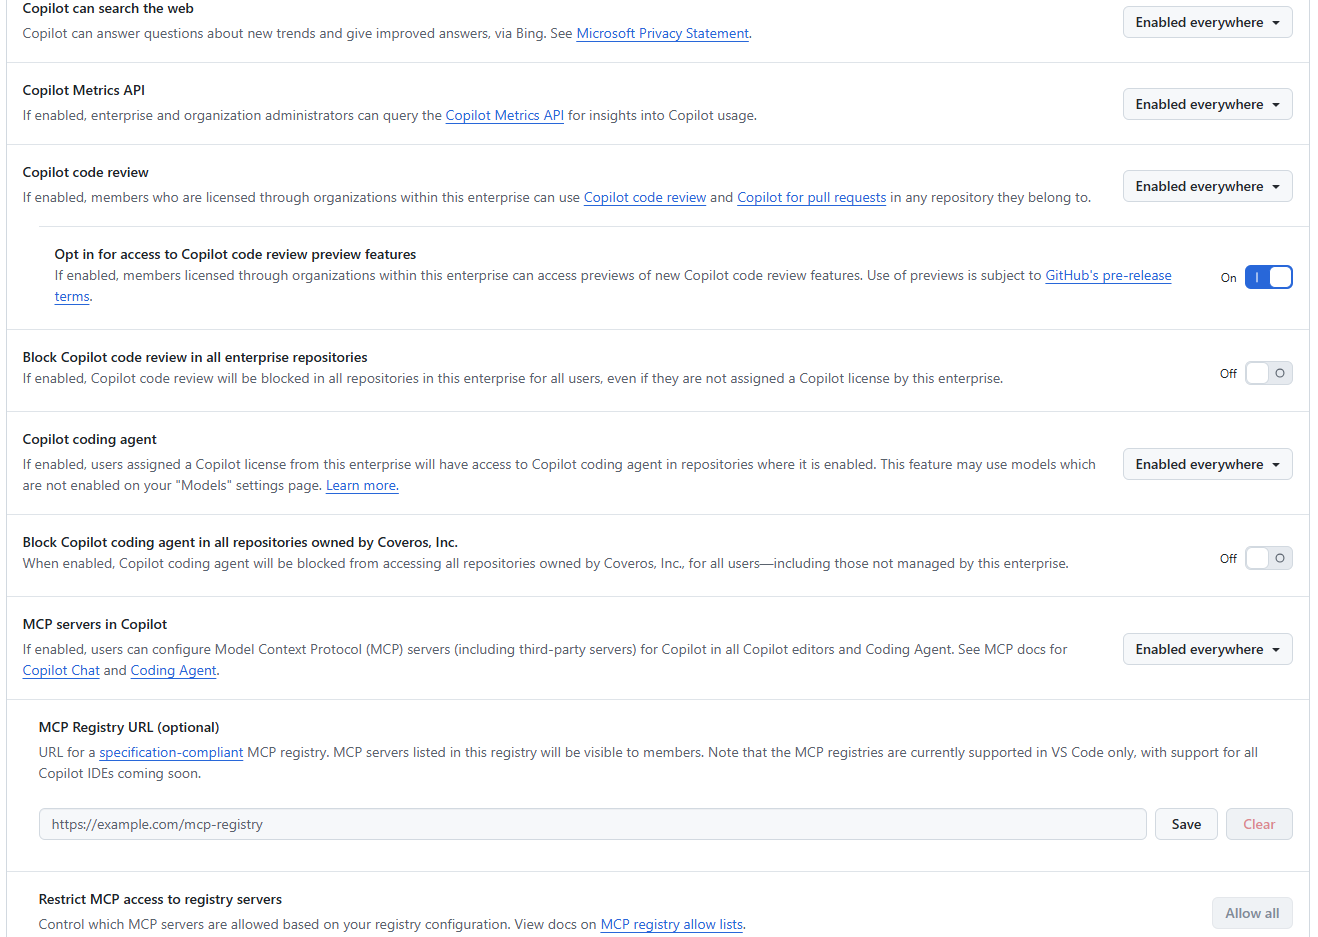 Copilot can search the web
Copilot can answer questions about new trends and give improved answers, via Bing. See Microsoft Privacy Statement.
Enabled everywhere
Copilot Metrics API
If enabled, enterprise and organization administrators can query the Copilot Metrics API for insights into Copilot usage.
Enabled everywhere
Copilot code review
If enabled, members who are licensed through organizations within this enterprise can use Copilot code review and Copilot for pull requests in any repository they belong to.
Enabled everywhere
Opt in for access to Copilot code review preview features
If enabled, members licensed through organizations within this enterprise can access previews of new Copilot code review features. Use of previews is subject to GitHub's pre-release
terms.
On
Block Copilot code review in all enterprise repositories
If enabled, Copilot code review will be blocked in all repositories in this enterprise for all users, even if they are not assigned a Copilot license by this enterprise.
Off
Copilot coding agent
If enabled, users assigned a Copilot license from this enterprise will have access to Copilot coding agent in repositories where it is enabled. This feature may use models which
are not enabled on your "Models" settings page. Learn more.
Enabled everywhere
Block Copilot coding agent in all repositories owned by Coveros, Inc.
When enabled, Copilot coding agent will be blocked from accessing all repositories owned by Coveros, Inc., for all users—including those not managed by this enterprise.
Off
MCP servers in Copilot
If enabled, users can configure Model Context Protocol (MCP) servers (including third-party servers) for Copilot in all Copilot editors and Coding Agent. See MCP docs for
Copilot Chat and Coding Agent.
Enabled everywhere
MCP Registry URL (optional)
URL for a specification-compliant MCP registry. MCP servers listed in this registry will be visible to members. Note that the MCP registries are currently supported in VS Code only, with support for all
Copilot IDEs coming soon.
https://example.com/mcp-registry
Save
Clear
Restrict MCP access to registry servers
Control which MCP servers are allowed based on your registry configuration. View docs on MCP registry allow lists.
Allow all